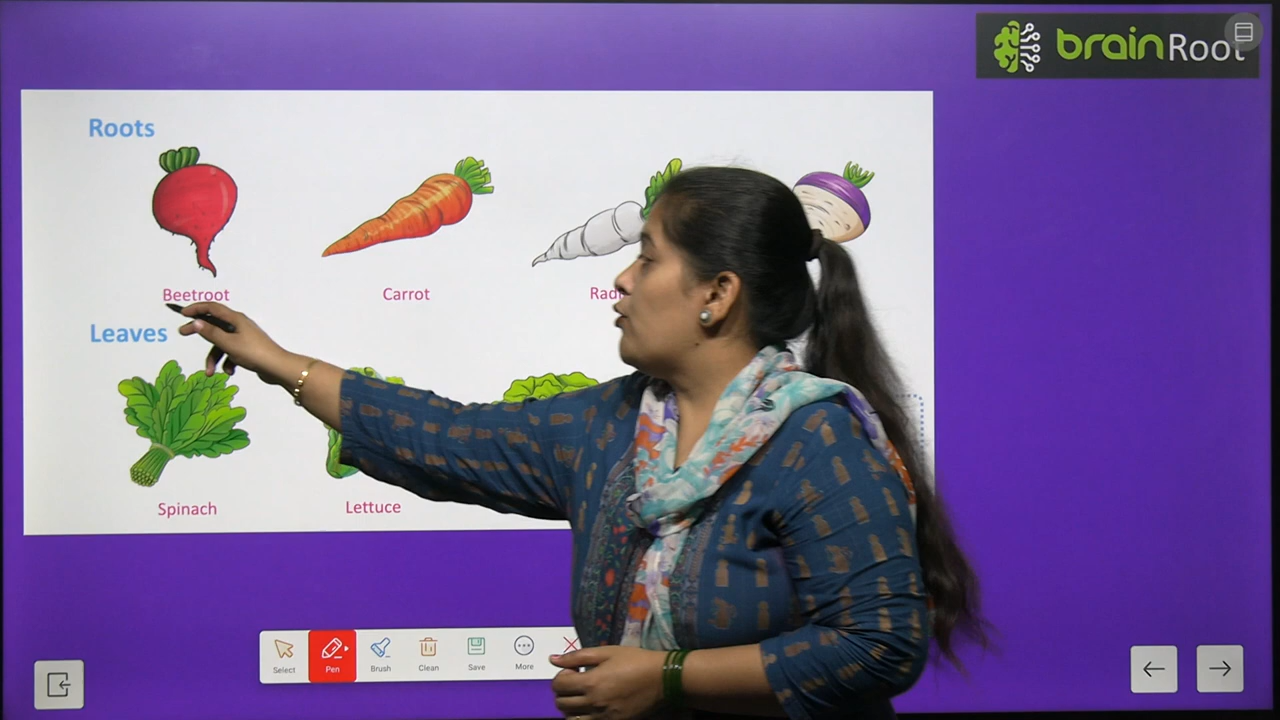 brainRoot
Roots
Beetroot
Carrot
Leaves
Spinach
Lettuce
Select
Pen
Brush
Clean
Save
More